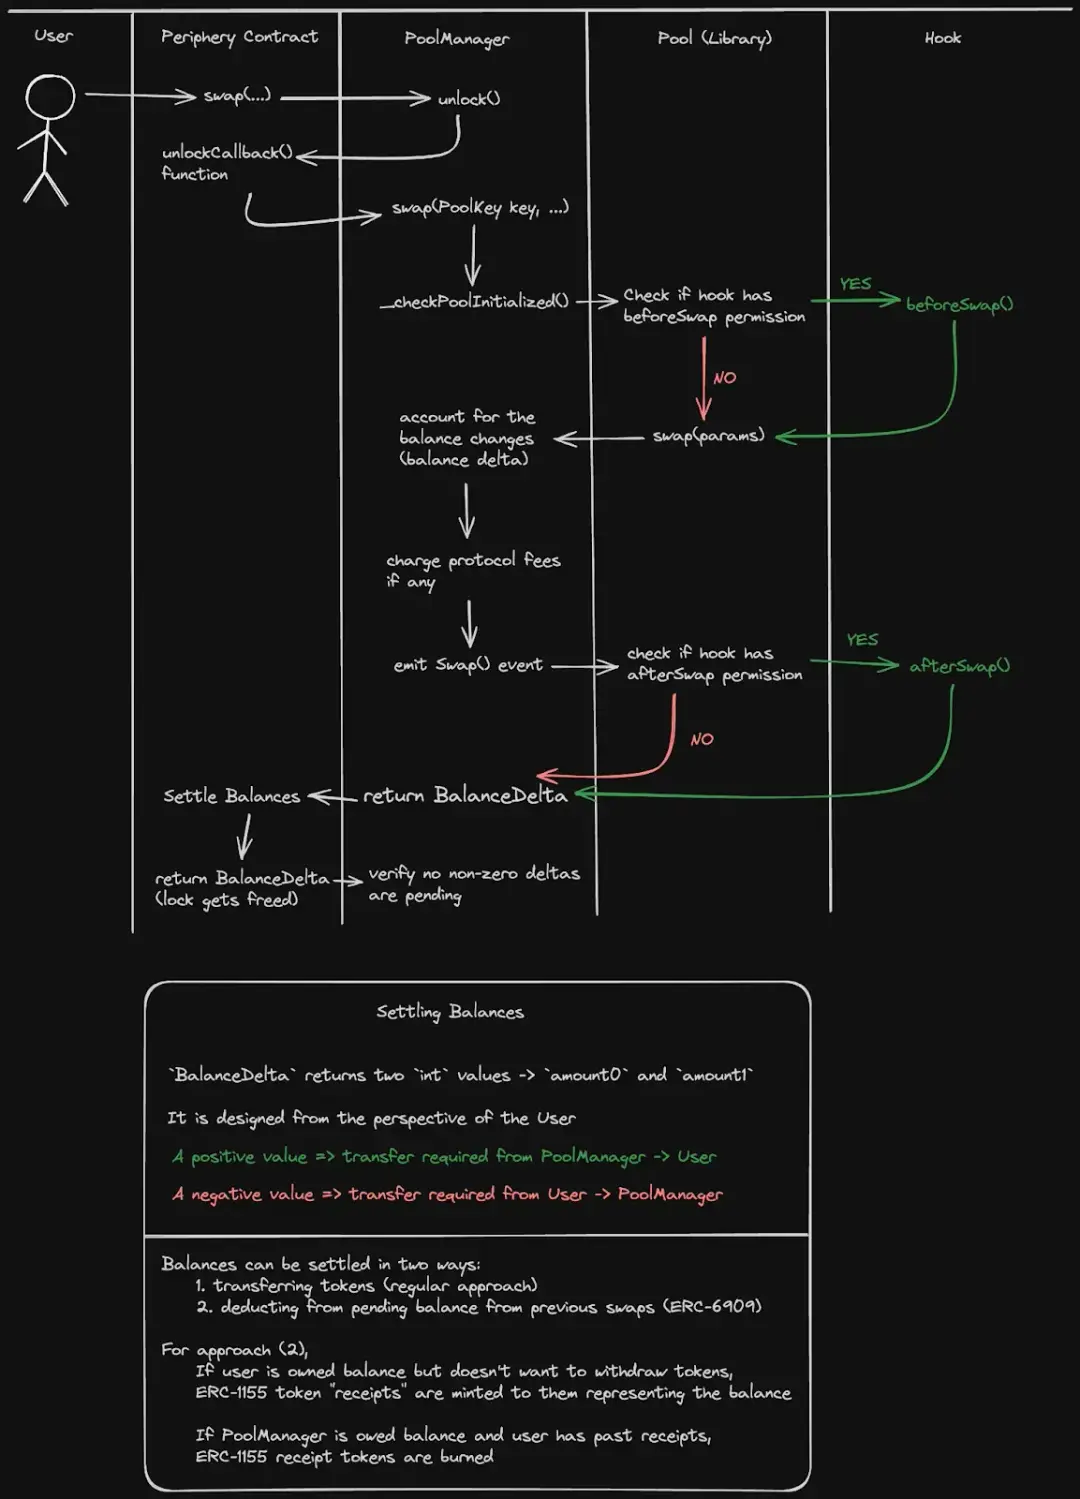 User
Periphery Contract
PoolManager
Pool (Library)
Hook
swap(...)
unlock()
unlockCallback()
function
swap(PoolKey key, ...)
_checkPoolInitialized()
Check if hook has
beforeSwap permission
YES
beforeSwap()
NO
account for the
balance changes
(balance delta)
swap(params)
charge protocol fees
if any
emit Swap() event
check if hook has
afterSwap permission
YES
afterSwap()
NO
Settle Balances
return BalanceDelta
return BalanceDelta
(lock gets freed)
verify no non-zero deltas
are pending
Settling Balances
`BalanceDelta` returns two `int` values -> `amount0` and `amount1`
It is designed from the perspective of the User
A positive value => transfer required from PoolManager -> User
A negative value => transfer required from User -> PoolManager
Balances can be settled in two ways:
1. transferring tokens (regular approach)
2. deducting from pending balance from previous swaps (ERC-6909)
For approach (2),
If user is owned balance but doesn't want to withdraw tokens,
ERC-1155 token "receipts" are minted to them representing the balance
If PoolManager is owed balance and user has past receipts,
ERC-1155 receipt tokens are burned